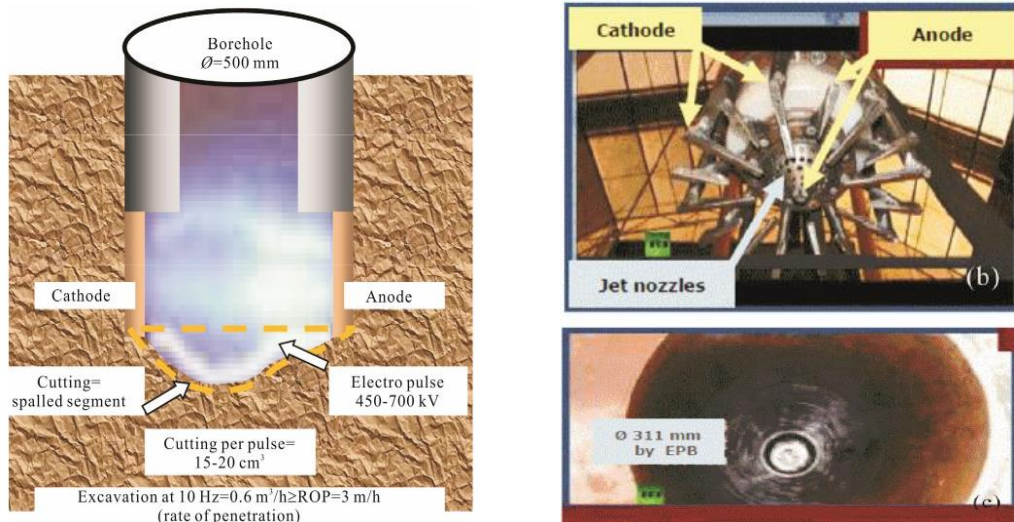 Borehole
Ø=500 mm
Cathode
Anode
Cutting=
spalled segment
Electro pulse
450-700 kV
Cutting per pulse=
15-20 cm³
Excavation at 10 Hz=0.6 m³/h≥ROP=3 m/h
(rate of penetration)
Cathode
Anode
Jet nozzles
(b)
Ø 311 mm
by EPB
(c)